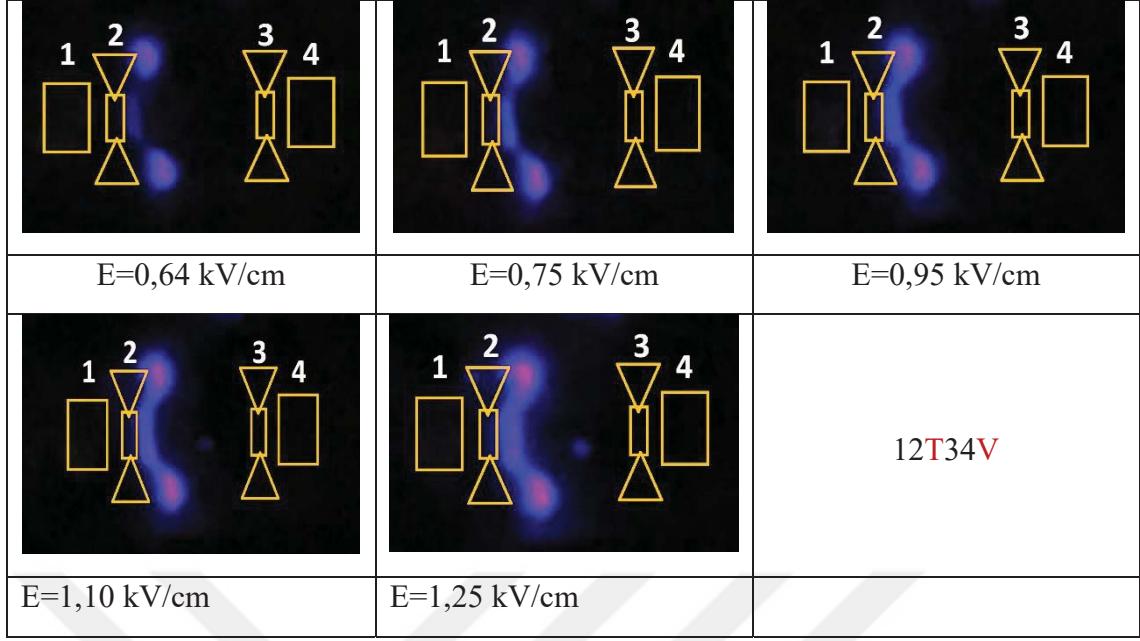 1 2 3 4
1 2 3 4
1 2 3 4
E=0,64 kV/cm
E=0,75 kV/cm
E=0,95 kV/cm
1 2 3 4
1 2 3 4
12T34V
E=1,10 kV/cm
E=1,25 kV/cm